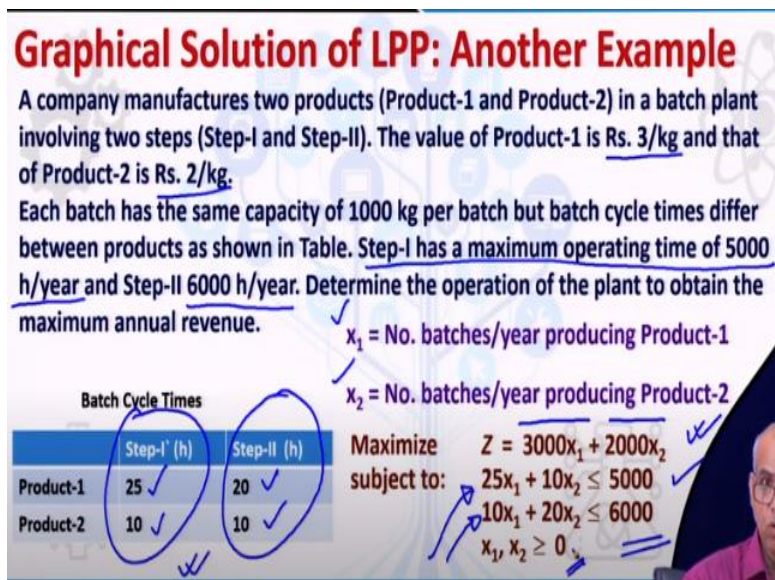 Graphical Solution of LPP: Another Example
A company manufactures two products (Product-1 and Product-2) in a batch plant
involving two steps (Step-I and Step-II). The value of Product-1 is Rs. 3/kg and that
of Product-2 is Rs. 2/kg.
Each batch has the same capacity of 1000 kg per batch but batch cycle times differ
between products as shown in Table. Step-I has a maximum operating time of 5000
h/year and Step-II 6000 h/year. Determine the operation of the plant to obtain the
maximum annual revenue.
x₁ = No. batches/year producing Product-1
x₂ = No. batches/year producing Product-2
Batch Cycle Times
Step-I` (h) Step-II (h)
Product-1 25 20
Product-2 10 10
Maximize Z = 3000x₁ + 2000x₂
subject to: 25x₁ + 10x₂ ≤ 5000
10x₁ + 20x₂ ≤ 6000
x₁, x₂ ≥ 0